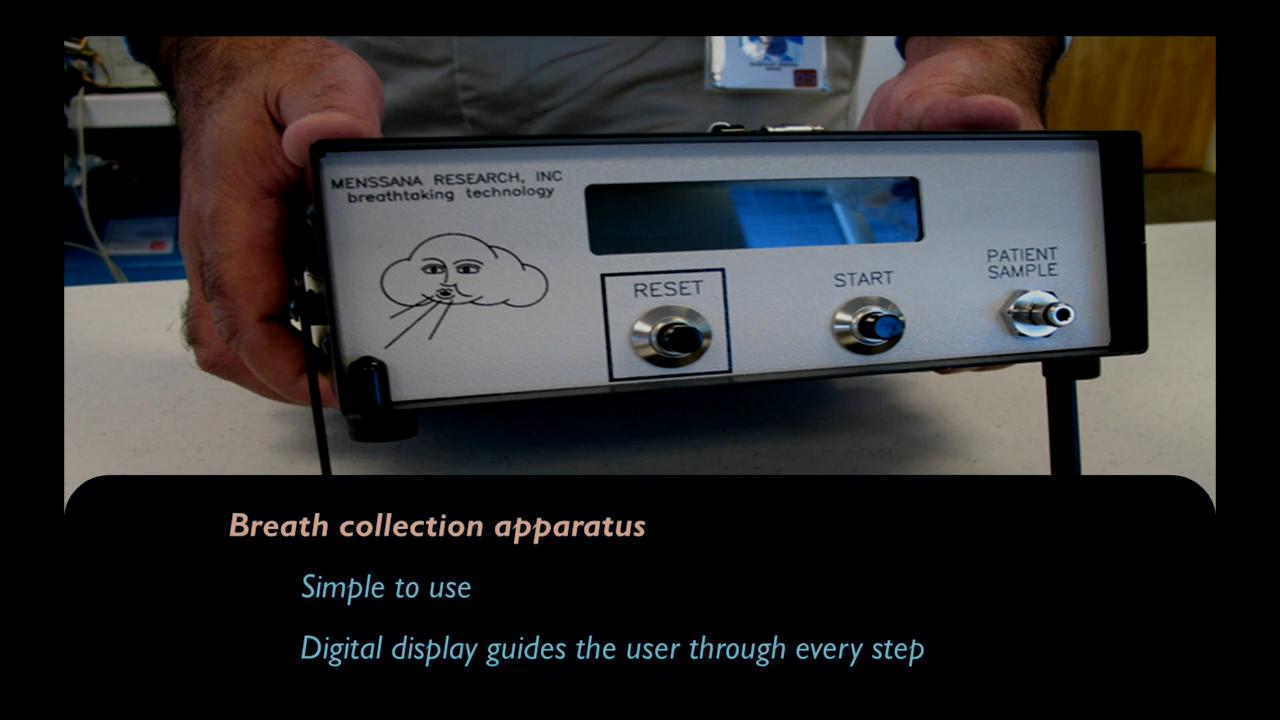 MENSSANA RESEARCH, INC
breathtaking technology
RESET
START
PATIENT
SAMPLE
Breath collection apparatus
Simple to use
Digital display guides the user through every step